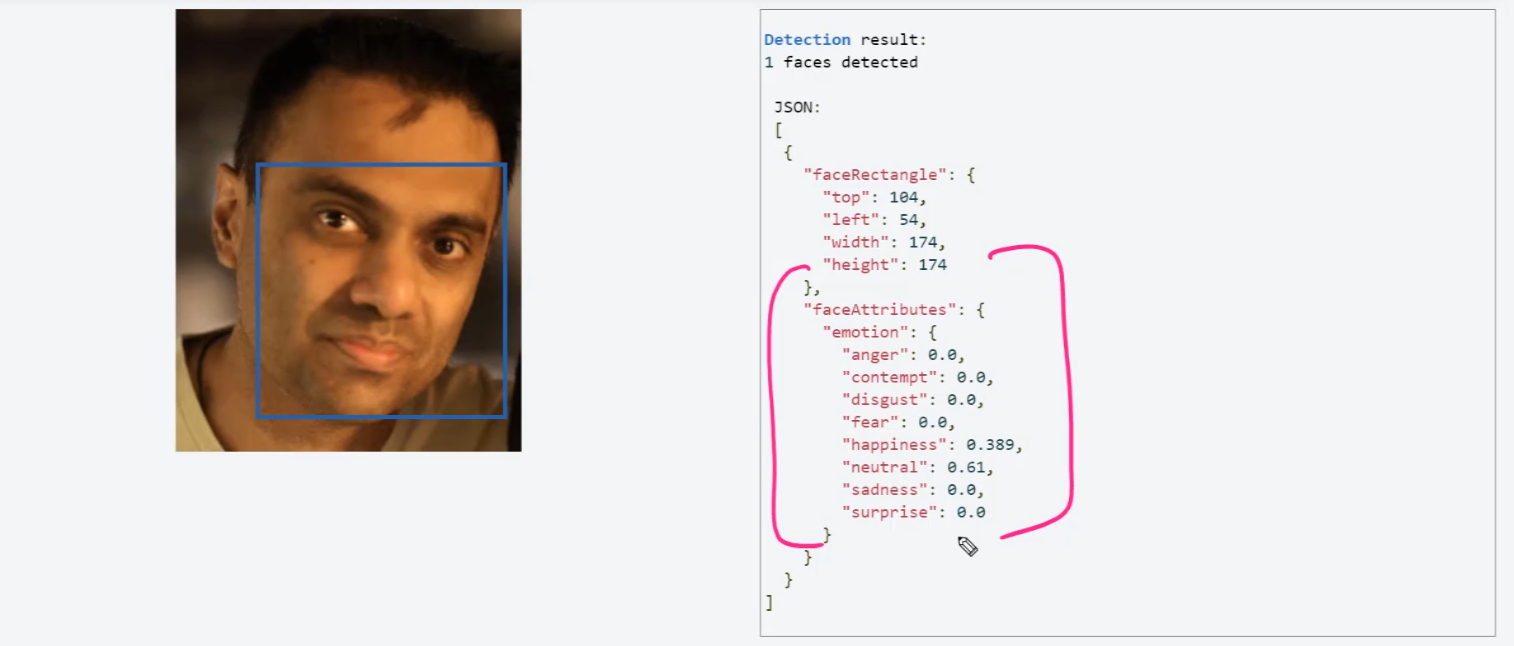 Detection result:
1 faces detected
JSON:
[
{
"faceRectangle": {
"top": 104,
"left": 54,
"width": 174,
"height": 174
},
"faceAttributes": {
"emotion": {
"anger": 0.0,
"contempt": 0.0,
"disgust": 0.0,
"fear": 0.0,
"happiness": 0.389,
"neutral": 0.61,
"sadness": 0.0,
"surprise": 0.0
}
}
}
]